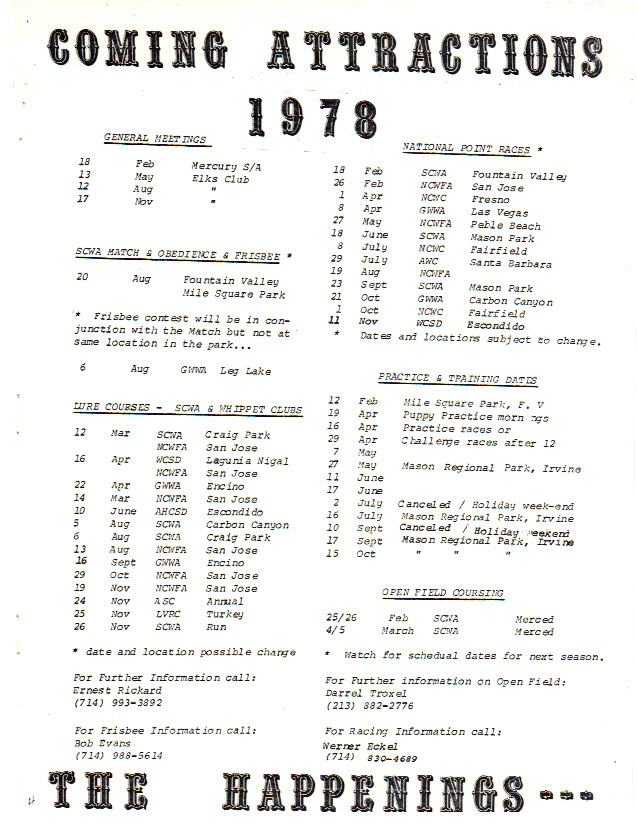 COMING ATTRACTIONS
1978
GENERAL MEETINGS
18 Feb Mercury S/A
13 May Elks Club
12 Aug "
17 Nov "
SCWA MATCH & OBEDIENCE & FRISBEE *
20 Aug Fountain Valley
Mile Square Park
* Frisbee contest will be in con-
junction with the Match but not at
same location in the park...
6 Aug GWWA Leg Lake
LURE COURSES - SCWA & WHIPPET CLUBS
12 Mar SCWA Craig Park
NCWFA San Jose
16 Apr WCSD Lagunia Nigal
NCWFA San Jose
22 Apr GWWA Encino
14 Mar NCWFA San Jose
10 June AHCSD Escondido
5 Aug SCWA Carbon Canyon
6 Aug SCWA Craig Park
13 Aug NCWFA San Jose
16 Sept GWWA Encino
29 Oct NCWFA San Jose
19 Nov NCWFA San Jose
24 Nov ASC Annual
25 Nov LVRC Turkey
26 Nov SCWA Run
* date and location possible change
For Further Information call:
Ernest Rickard
(714) 993-3892
For Frisbee Information call:
Bob Evans
(714) 988-5614
NATIONAL POINT RACES *
18 Feb SCWA Fountain Valley
26 Feb NCWFA San Jose
1 Apr NCWC Fresno
8 Apr GWWA Las Vegas
27 May NCWFA Peble Beach
18 June SCWA Mason Park
8 July NCWC Fairfield
29 July AWC Santa Barbara
19 Aug NCWFA
23 Sept SCWA Mason Park
21 Oct GWWA Carbon Canyon
1 Oct NCWC Fairfield
11 Nov WCSD Escondido
* Dates and locations subject to change.
PRACTICE & TRAINING DATES
12 Feb Mile Square Park, F. V
19 Apr Puppy Practice morn ngs
16 Apr Practice races or
29 Apr Challenge races after 12
7 May
27 May Mason Regional Park, Irvine
11 June
17 June
2 July Canceled / Holiday week-end
16 July Mason Regional Park, Irvine
10 Sept Canceled / Holiday weekend
17 Sept Mason Regional Park, Irvine
15 Oct " " "
OPEN FIELD COURSING
25/26 Feb SCWA Merced
4/5 March SCWA Merced
* Watch for schedual dates for next season.
For Further information on Open Field:
Darrel Troxel
(213) 882-2776
For Racing Information call:
Werner Eckel
(714) 830-4689
THE HAPPENINGS---